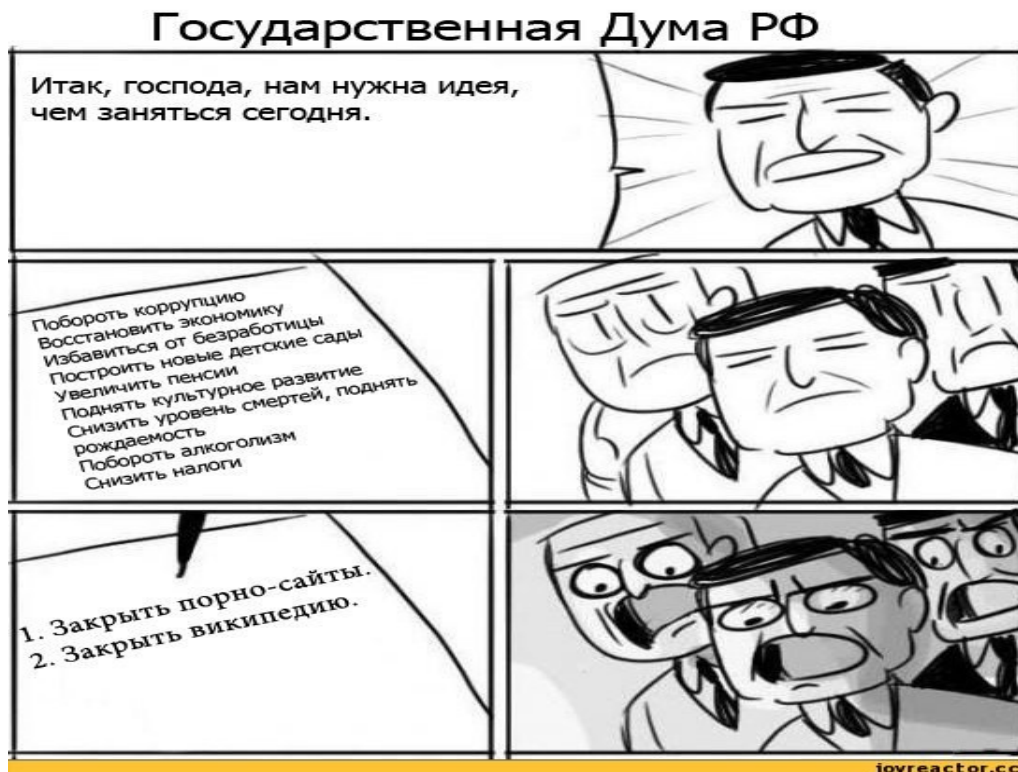 Государственная Дума РФ
Итак, господа, нам нужна идея,
чем заняться сегодня.
Побороть коррупцию
Восстановить экономику
Избавиться от безработицы
Построить новые детские сады
Увеличить пенсии
Поднять культурное развитие
Снизить уровень смертей, поднять
рождаемость
Побороть алкоголизм
Снизить налоги
1. Закрыть порно-сайты.
2. Закрыть википедию.
joyreactor.cc